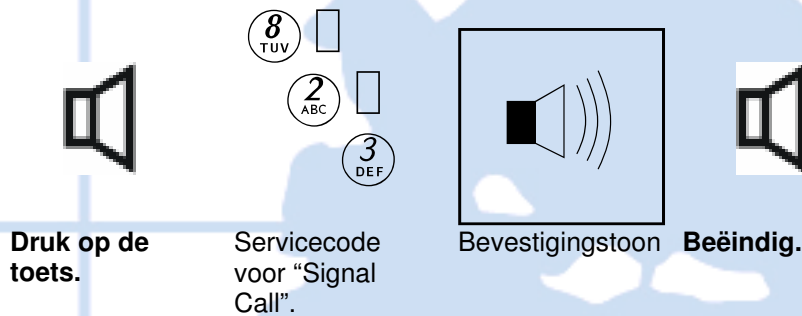 8
TUV
2
ABC
3
DEF
Druk op de
toets.
Servicecode
voor “Signal
Call”.
Bevestigingstoon
Beëindig.